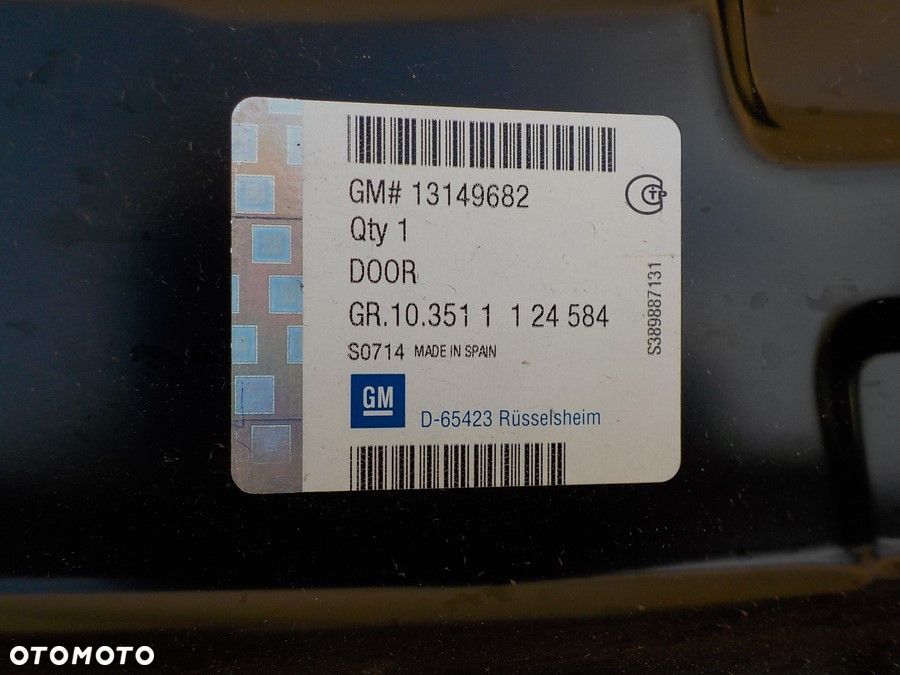 GM# 13149682
Qty 1
DOOR
GR.10.351 1 1 24 584
S0714 MADE IN SPAIN
GM
D-65423 Rüsselsheim
S389887131
OTOMOTO